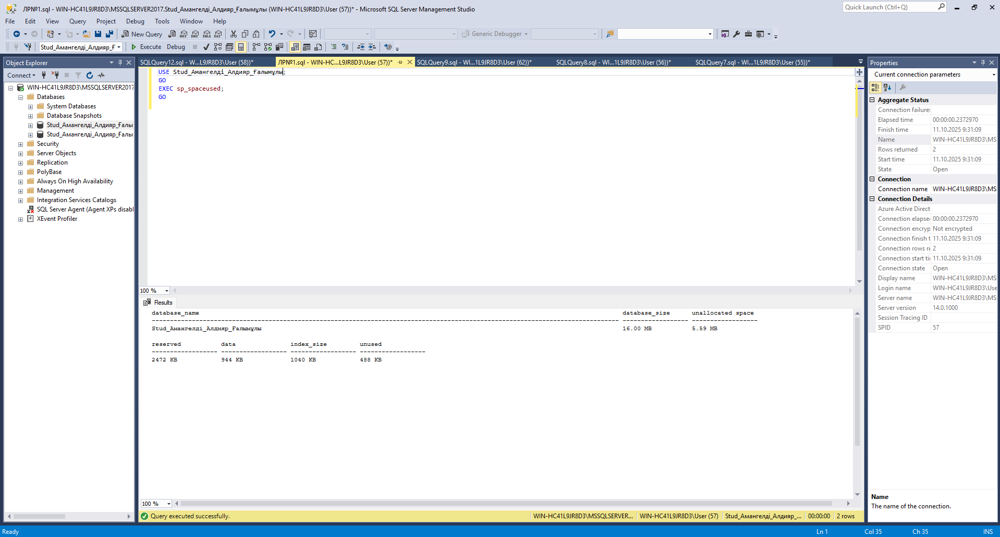 ЛР№1.sql - WIN-HC41L9JR8D3\MSSQLSERVER2017.Stud_Амангелді_Алдияр_Ғалымұлы (WIN-HC41L9JR8D3\User (57))* - Microsoft SQL Server Management Studio
Quick Launch (Ctrl+Q)
File Edit View Query Project Debug Tools Window Help
New Query
Generic Debugger
Stud_Амангелді_Алдияр_Ғ
Execute Debug
Object Explorer
Connect
WIN-HC41L9JR8D3\MSSQLSERVER2017
Databases
System Databases
Database Snapshots
Stud_Амангелді_Алдияр_Ғалы
Stud_Амангелді_Алдияр_Ғалы
Security
Server Objects
Replication
PolyBase
Always On High Availability
Management
Integration Services Catalogs
SQL Server Agent (Agent XPs disabl
XEvent Profiler
SQLQuery12.sql - W...L9JR8D3\User (58))*
ЛР№1.sql - WIN-HC...L9JR8D3\User (57))*
SQLQuery9.sql - WI...1L9JR8D3\User (62))*
SQLQuery8.sql - WI...1L9JR8D3\User (56))*
SQLQuery7.sql - WI...1L9JR8D3\User (55))*
USE Stud_Амангелді_Алдияр_Ғалымұлы;
GO
EXEC sp_spaceused;
GO
100 %
Results
database_name database_size unallocated space
Stud_Амангелді_Алдияр_Ғалымұлы 16.00 MB 5.59 MB
reserved data index_size unused
2472 KB 944 KB 1040 KB 488 KB
100 %
Query executed successfully.
WIN-HC41L9JR8D3\MSSQLSERVER...
WIN-HC41L9JR8D3\User (57)
Stud_Амангелді_Алдияр_...
00:00:00
2 rows
Properties
Current connection parameters
Aggregate Status
Connection failures
Elapsed time 00:00:00.2372970
Finish time 11.10.2025 9:31:09
Name WIN-HC41L9JR8D3\MS
Rows returned 2
Start time 11.10.2025 9:31:09
State Open
Connection
Connection name WIN-HC41L9JR8D3\MS
Connection Details
Azure Active Direct
Connection elapse 00:00:00.2372970
Connection encryp Not encrypted
Connection finish t 11.10.2025 9:31:09
Connection rows re 2
Connection start ti 11.10.2025 9:31:09
Connection state Open
Display name WIN-HC41L9JR8D3\MS
Login name WIN-HC41L9JR8D3\Use
Server name WIN-HC41L9JR8D3\MS
Server version 14.0.1000
Session Tracing ID
SPID 57
Name
The name of the connection.
Ready
Ln 1
Col 35
Ch 35
INS